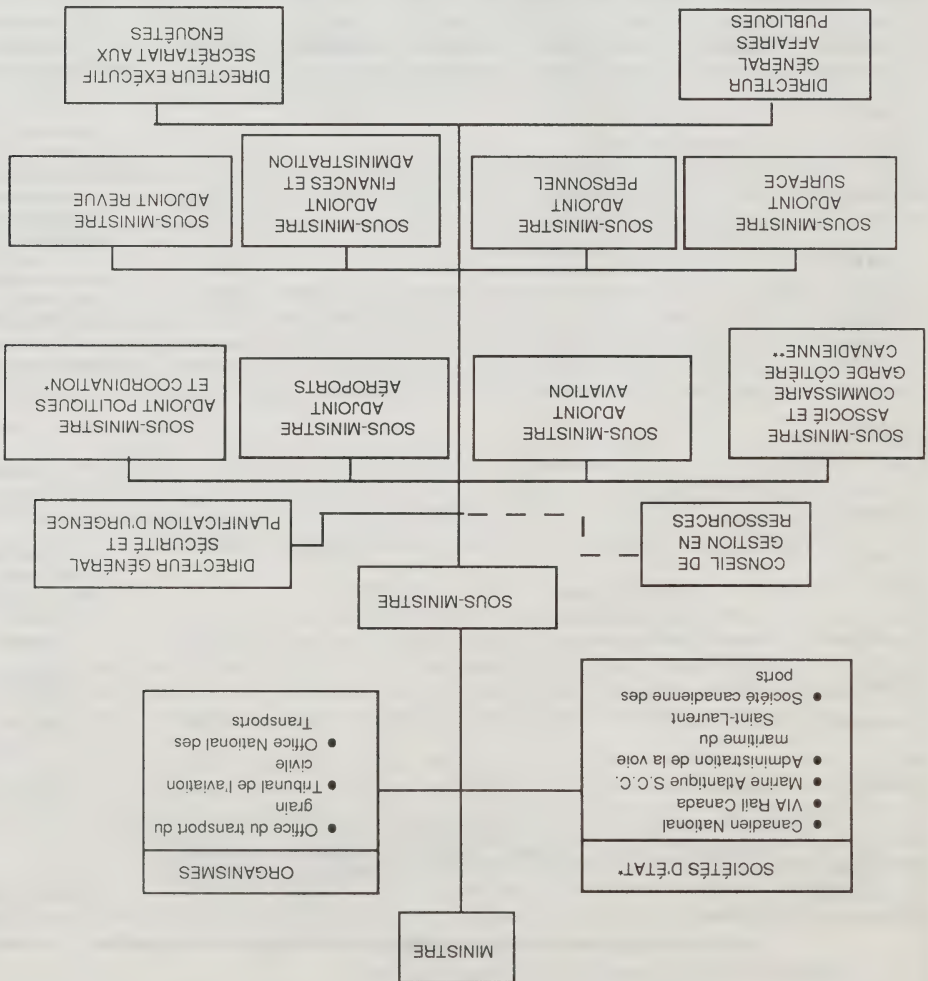 MINISTRE
SOCIÉTÉS D'ÉTAT*
• Canadien National
• VIA Rail Canada
• Marine Atlantique S.C.C.
• Administration de la voie
maritime du
Saint-Laurent
• Société canadienne des
ports
ORGANISMES
• Office du transport du
grain
• Tribunal de l'aviation
civile
• Office National des
Transports
SOUS-MINISTRE
CONSEIL DE
GESTION EN
RESSOURCES
DIRECTEUR GÉNÉRAL
SÉCURITÉ ET
PLANIFICATION D'URGENCE
SOUS-MINISTRE
ASSOCIÉ ET
COMMISSAIRE
GARDE CÔTIÈRE
CANADIENNE**
SOUS-MINISTRE
ADJOINT
AVIATION
SOUS-MINISTRE
ADJOINT
AÉROPORTS
SOUS-MINISTRE
ADJOINT POLITIQUES
ET COORDINATION*
SOUS-MINISTRE
ADJOINT
SURFACE
SOUS-MINISTRE
ADJOINT
PERSONNEL
SOUS-MINISTRE
ADJOINT
FINANCES ET
ADMINISTRATION
SOUS-MINISTRE
ADJOINT REVUE
DIRECTEUR
GÉNÉRAL
AFFAIRES
PUBLIQUES
DIRECTEUR EXÉCUTIF
SECRÉTARIAT AUX
ENQUÊTES